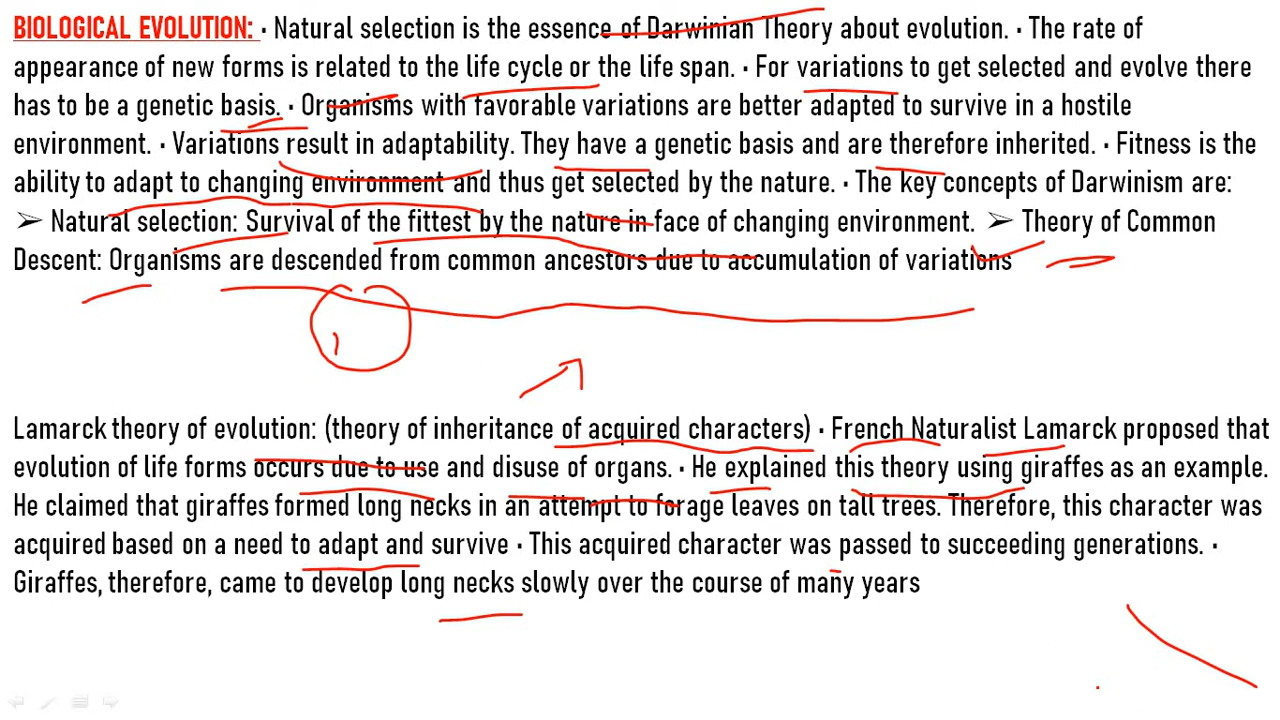 BIOLOGICAL EVOLUTION: · Natural selection is the essence of Darwinian Theory about evolution. · The rate of
appearance of new forms is related to the life cycle or the life span. · For variations to get selected and evolve there
has to be a genetic basis. · Organisms with favorable variations are better adapted to survive in a hostile
environment. · Variations result in adaptability. They have a genetic basis and are therefore inherited. · Fitness is the
ability to adapt to changing environment and thus get selected by the nature. · The key concepts of Darwinism are:
➢ Natural selection: Survival of the fittest by the nature in face of changing environment. ➢ Theory of Common
Descent: Organisms are descended from common ancestors due to accumulation of variations
Lamarck theory of evolution: (theory of inheritance of acquired characters) · French Naturalist Lamarck proposed that
evolution of life forms occurs due to use and disuse of organs. · He explained this theory using giraffes as an example.
He claimed that giraffes formed long necks in an attempt to forage leaves on tall trees. Therefore, this character was
acquired based on a need to adapt and survive · This acquired character was passed to succeeding generations. ·
Giraffes, therefore, came to develop long necks slowly over the course of many years